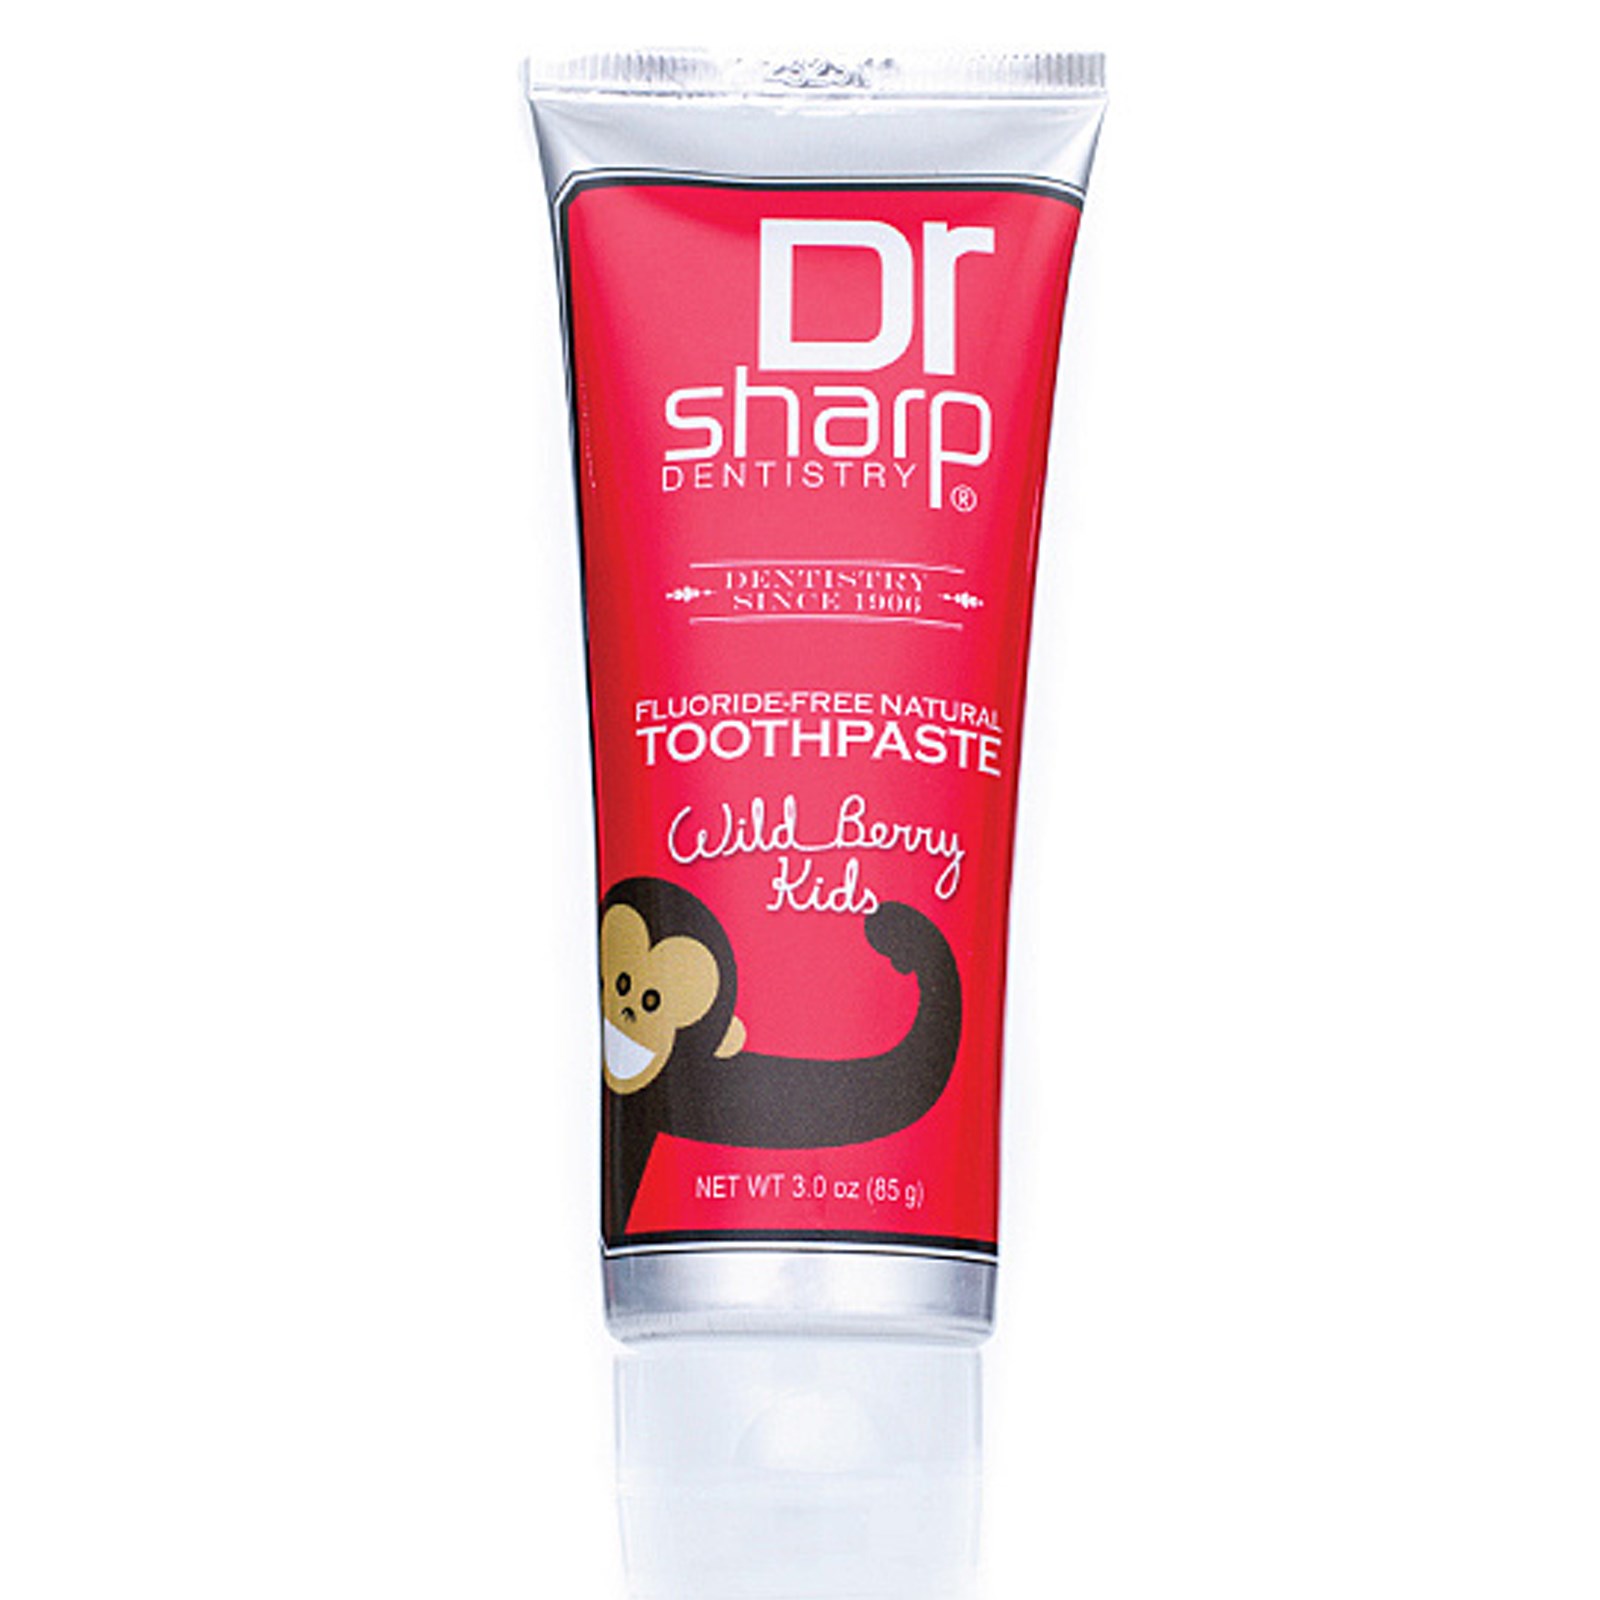 Dr
sharp
DENTISTRY
®
DENTISTRY
SINCE 1906
FLUORIDE-FREE NATURAL
TOOTHPASTE
Wild Berry
Kids
NET WT 3.0 oz (85 g)